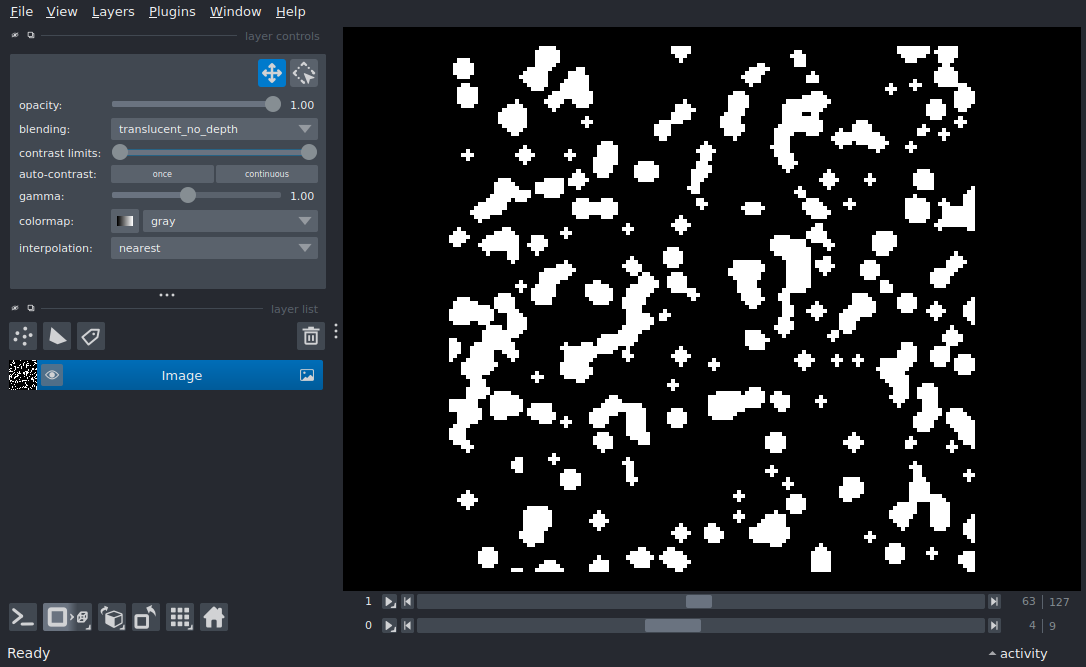 File View Layers Plugins Window Help
layer controls
opacity: 1.00
blending: translucent_no_depth
contrast limits:
auto-contrast: once continuous
gamma: 1.00
colormap: gray
interpolation: nearest
layer list
Image
1 63 127
0 4 9
Ready activity